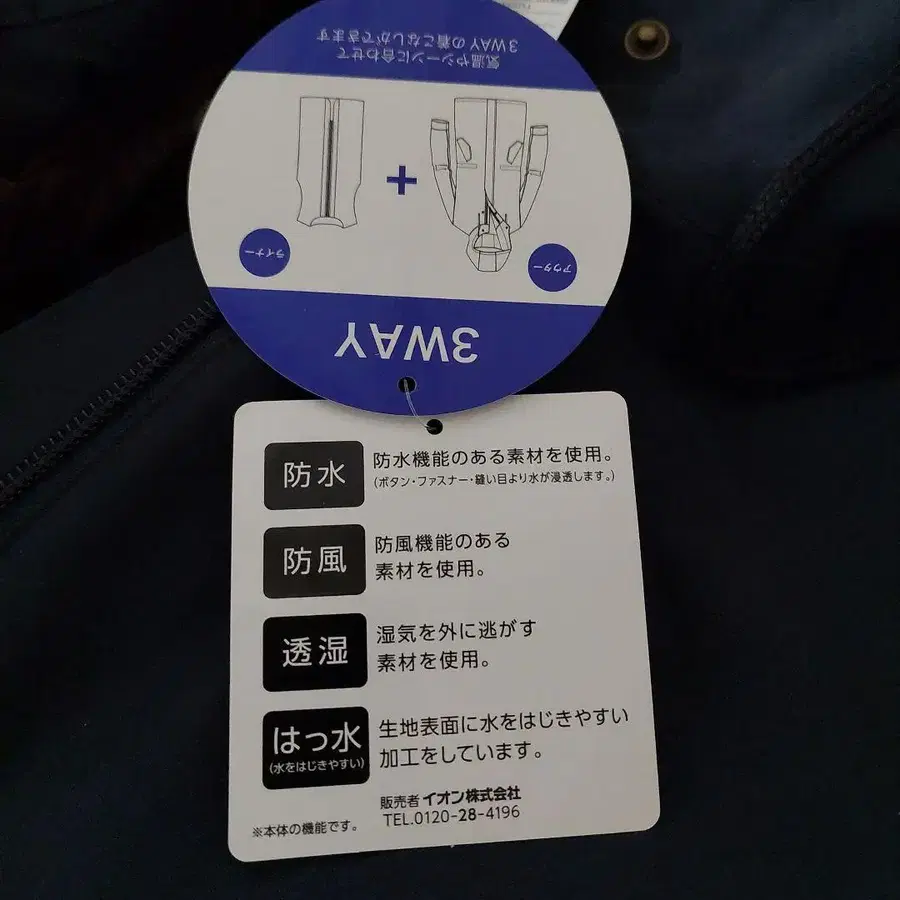 3WAY
アウター
ライナー
+
気温やシーンに合わせて
3WAYの着こなしができます
防水
防水機能のある素材を使用。
(ボタン・ファスナー・縫い目より水が浸透します。)
防風
防風機能のある
素材を使用。
透湿
湿気を外に逃がす
素材を使用。
はっ水
(水をはじきやすい)
生地表面に水をはじきやすい
加工をしています。
※本体の機能です。
販売者 イオン株式会社
TEL.0120-28-4196